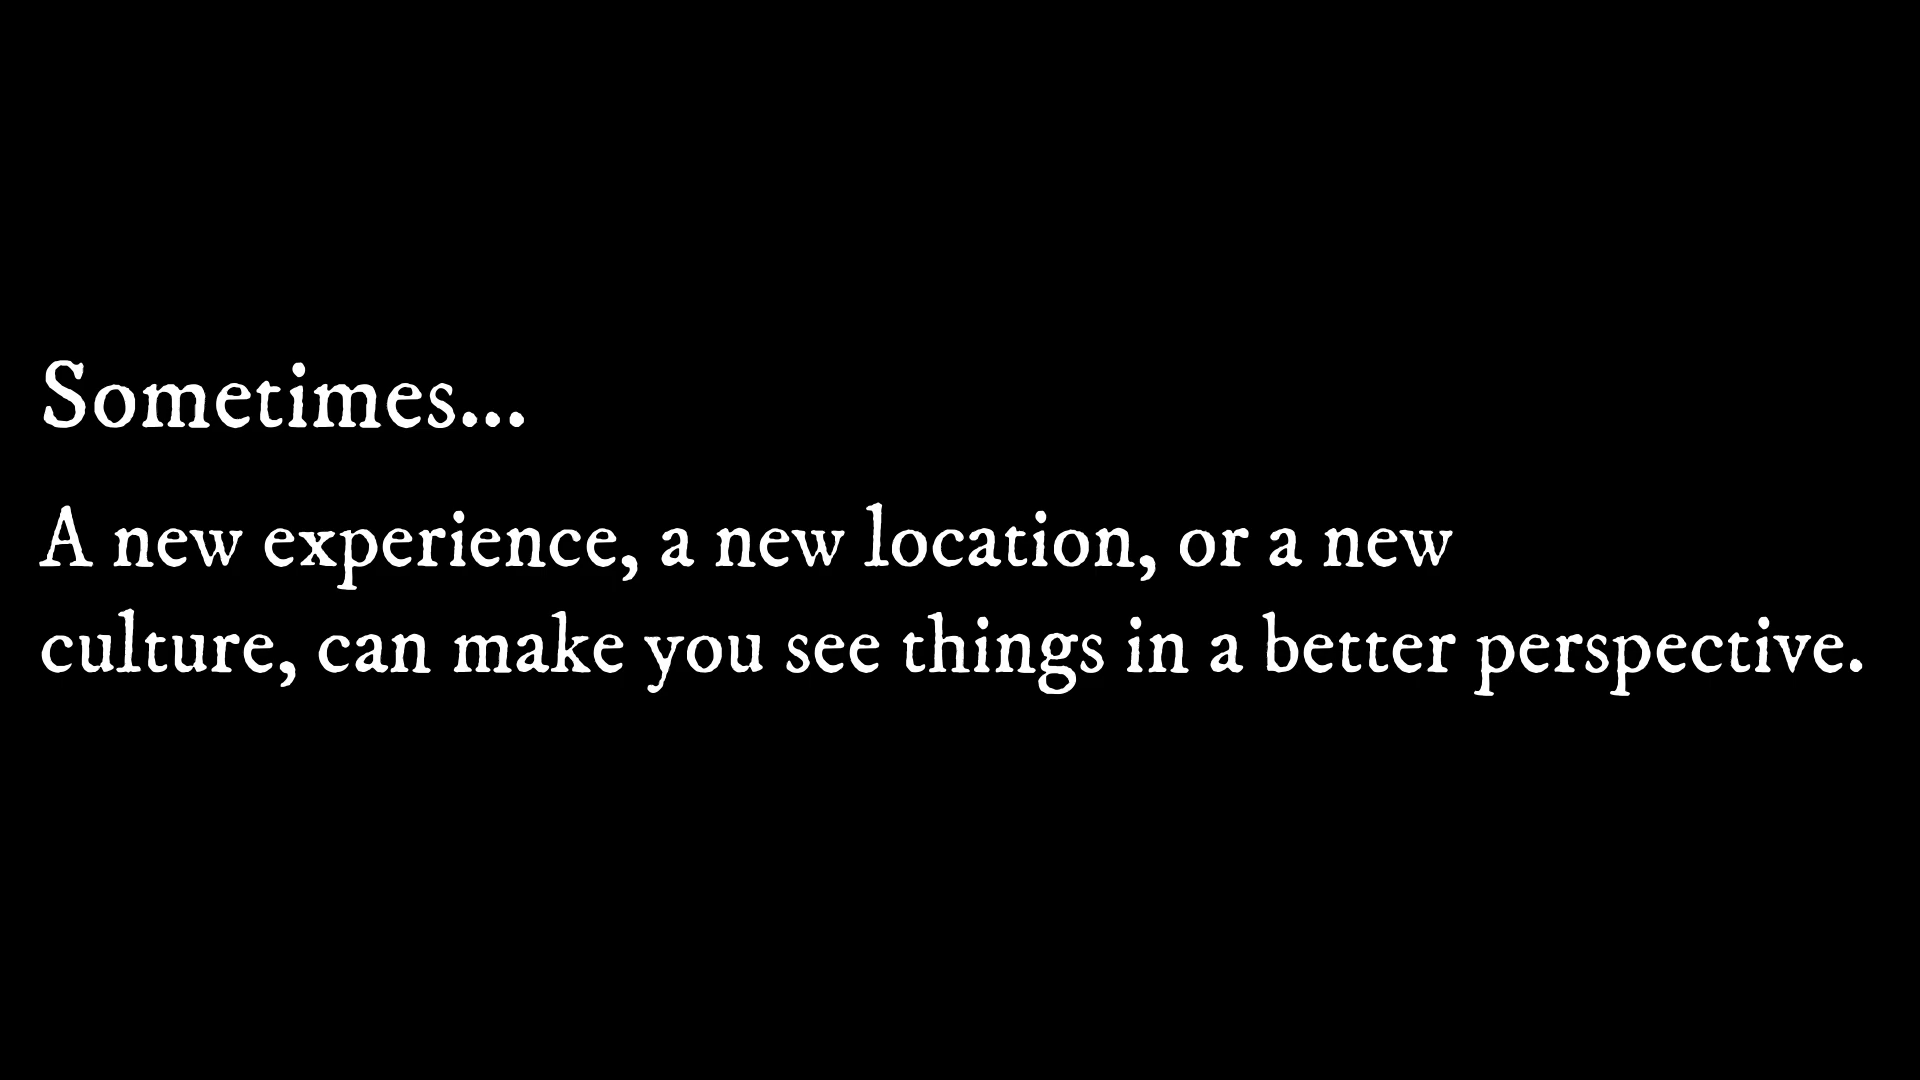 Sometimes...
A new experience, a new location, or a new
culture, can make you see things in a better perspective.